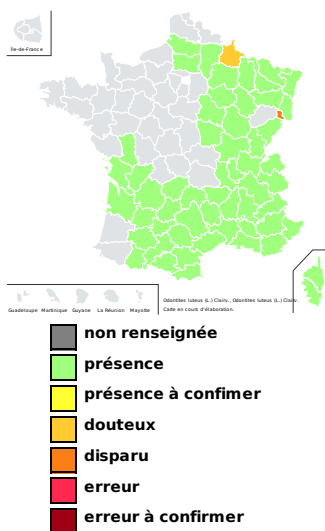 Île-de-France
Guadeloupe Martinique Guyane La Réunion Mayotte
Odontites luteus (L.) Clairv., Odontites luteus (L.) Clairv.
Carte en cours d'élaboration.
non renseignée
présence
présence à confimer
douteux
disparu
erreur
erreur à confirmer